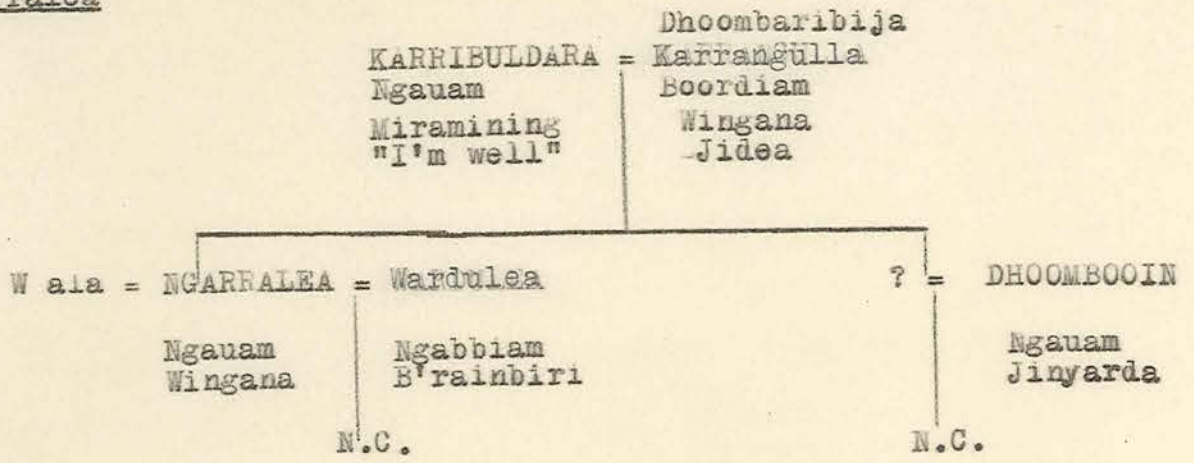 Dhoombaribija
KARRIBULDARA = Karrangulla
Ngauam Boordiam
Miramining Wingana
"I'm well" Jidea
W ala = NGARRALEA = Wardulea ? = DHOOMBOOIN
Ngauam Ngabbiam Ngauam
Wingana B'rainbiri Jinyarda
N.C. N.C.